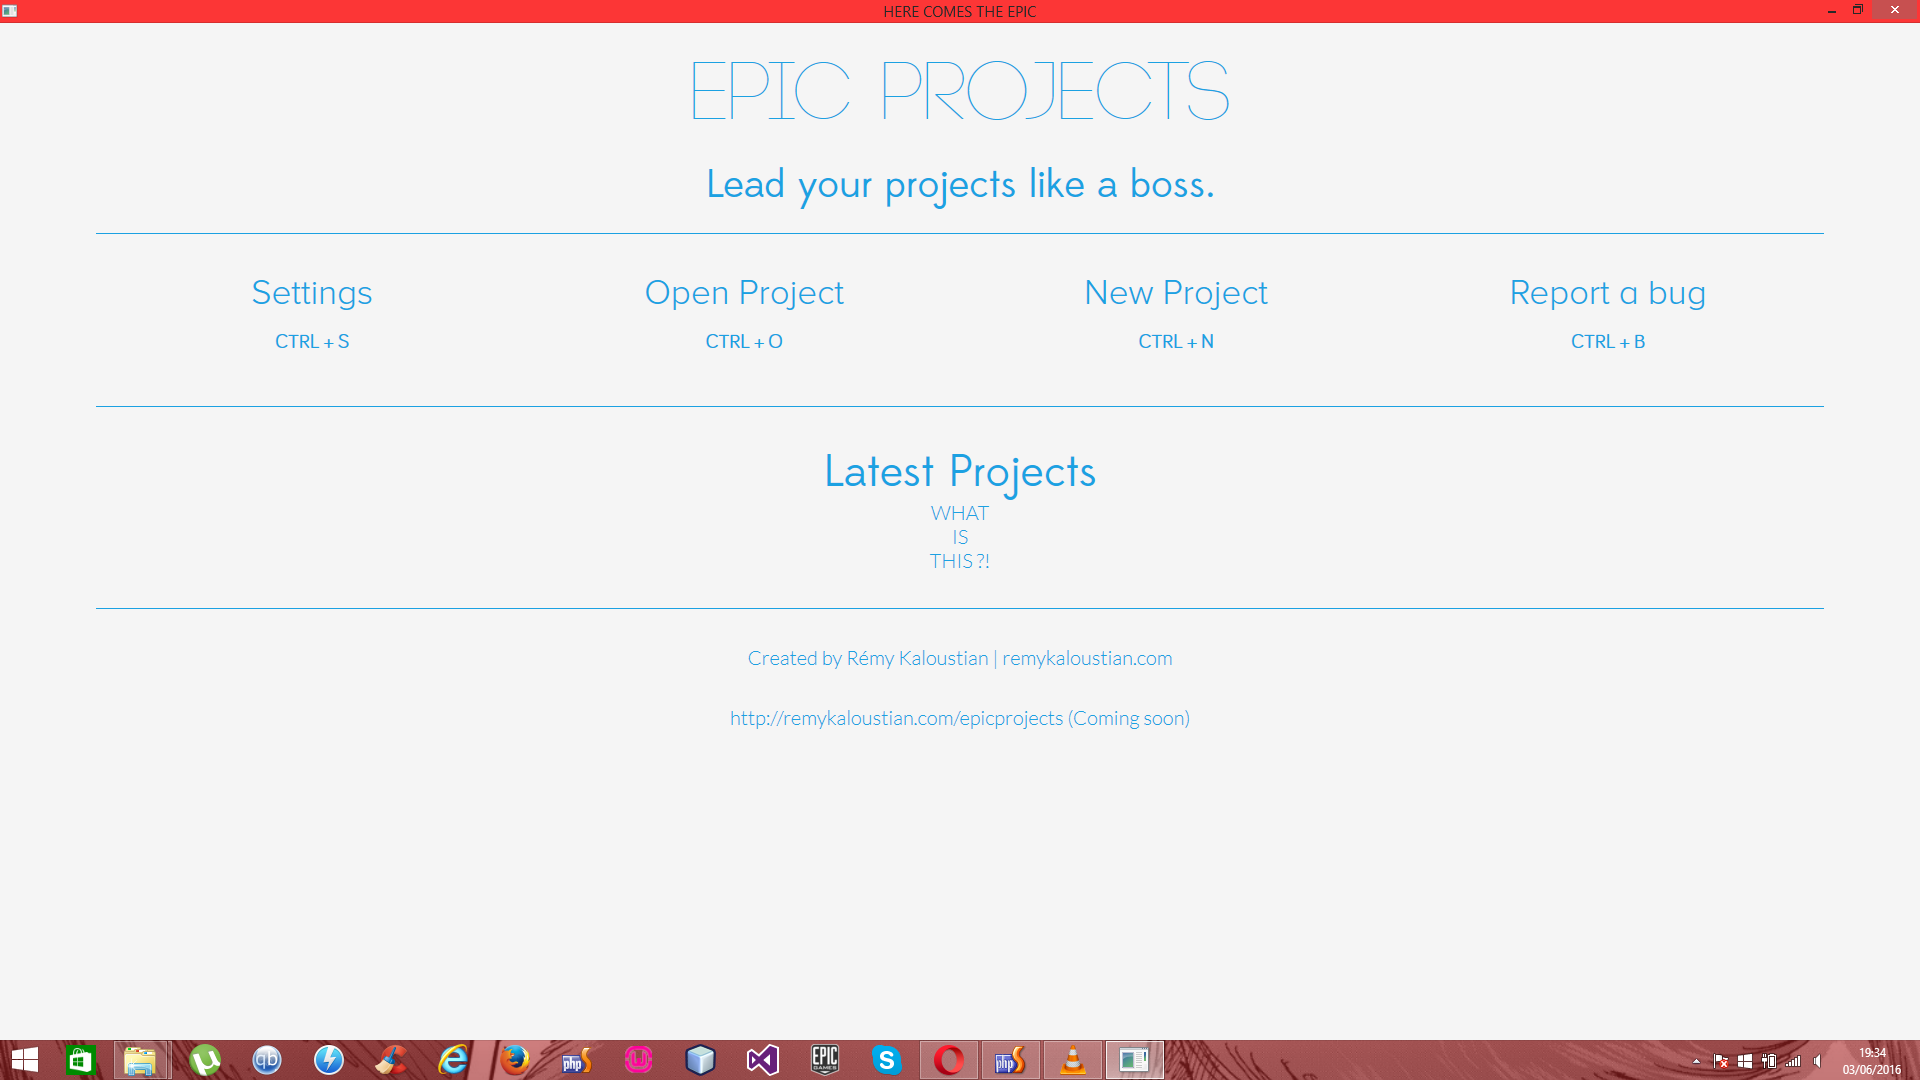 HERE COMES THE EPIC
EPIC PROJECTS
Lead your projects like a boss.
Settings
CTRL + S
Open Project
CTRL + O
New Project
CTRL + N
Report a bug
CTRL + B
Latest Projects
WHAT
IS
THIS ?!
Created by Rémy Kaloustian | remykaloustian.com
http://remykaloustian.com/epicprojects (Coming soon)
qb
php
EPIC
GAMES
S
php
19:34
03/06/2016